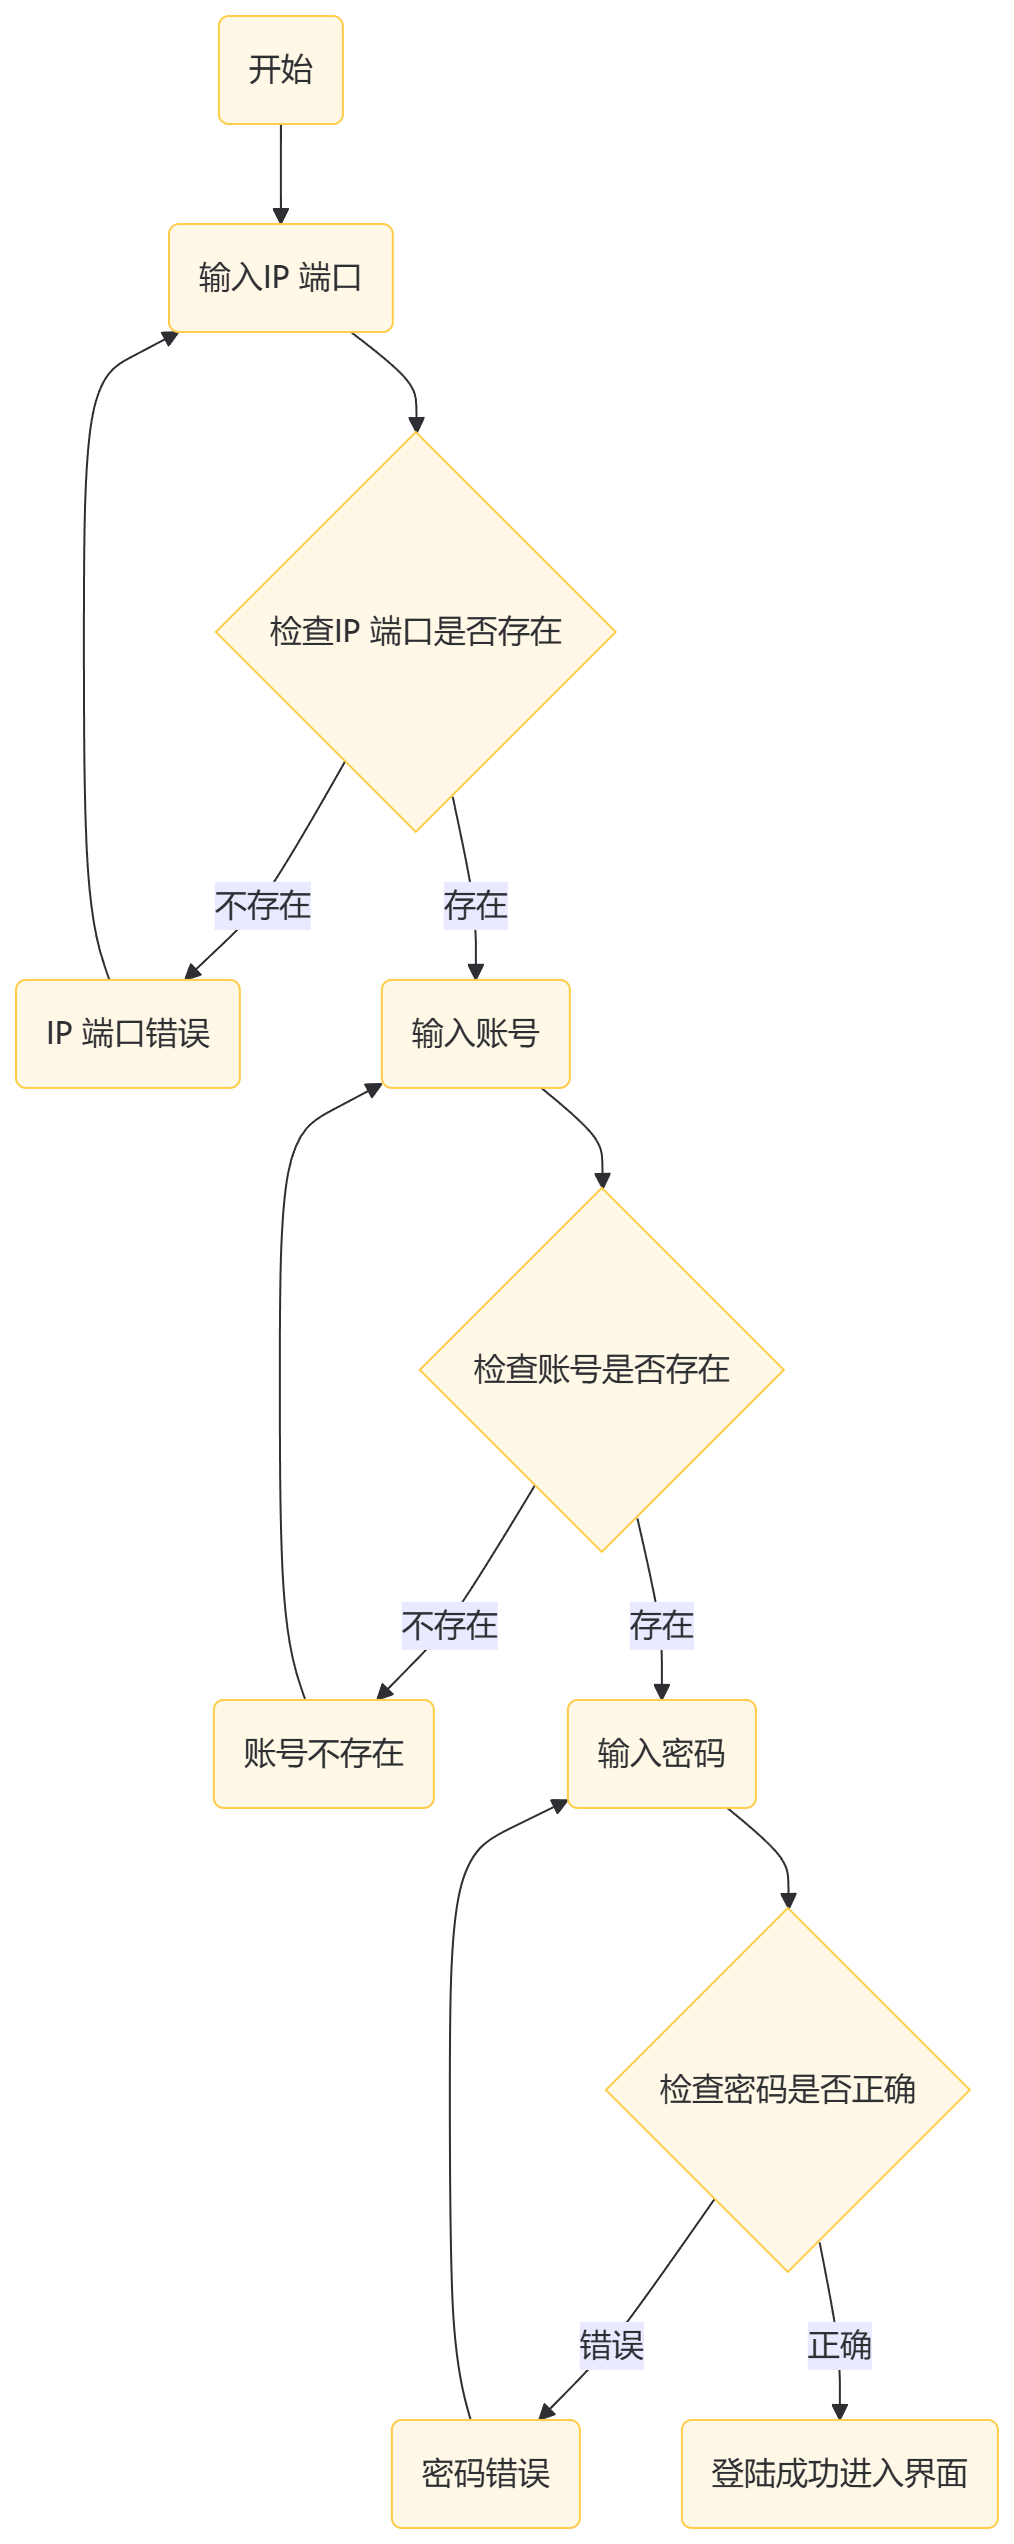 开始
输入IP 端口
检查IP 端口是否存在
不存在
存在
IP 端口错误
输入账号
检查账号是否存在
不存在
存在
账号不存在
输入密码
检查密码是否正确
错误
正确
密码错误
登陆成功进入界面